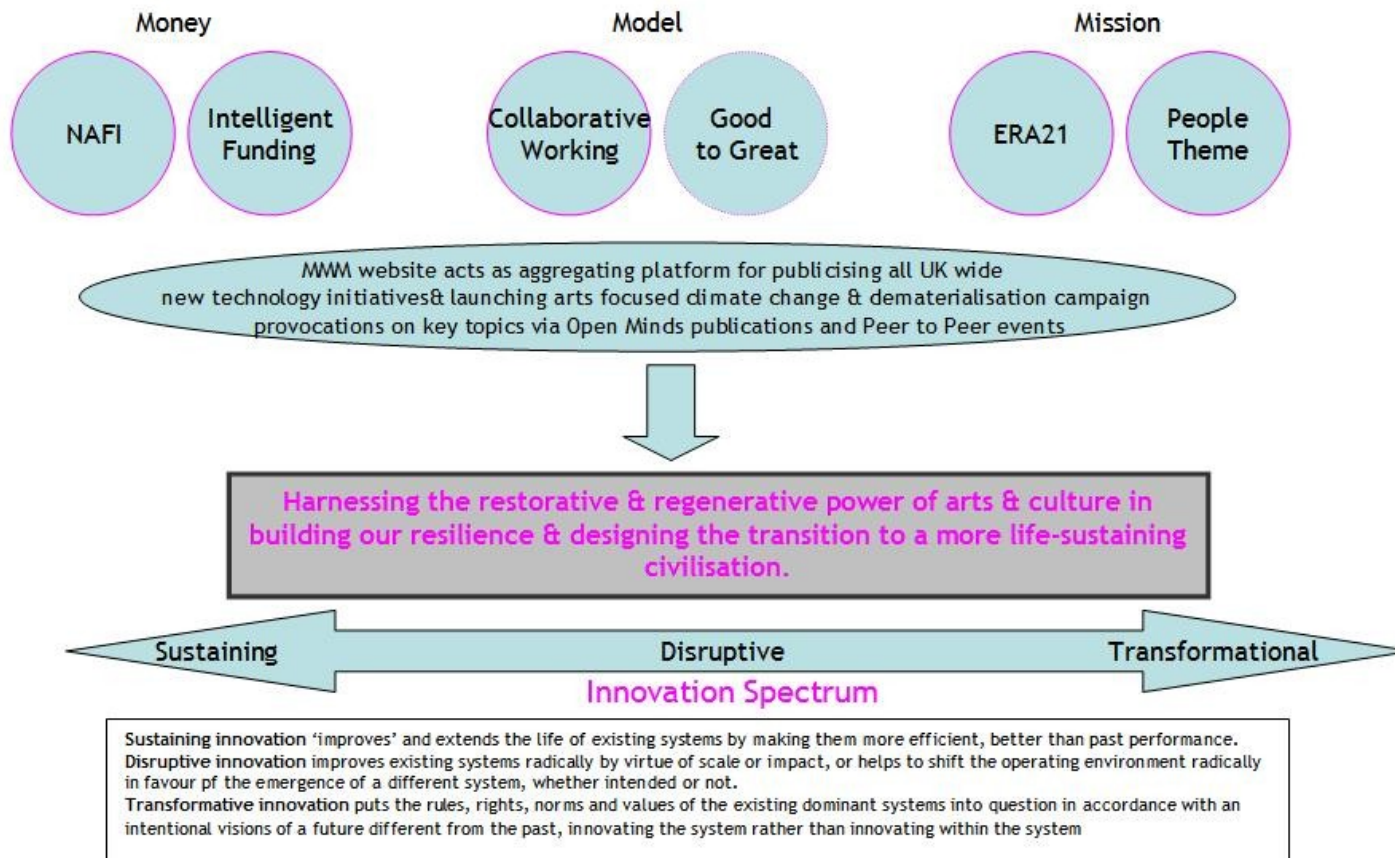 Money
Model
Mission
NAFI
Intelligent
Funding
Collaborative
Working
Good
to Great
ERA21
People
Theme
MMM website acts as aggregating platform for publicising all UK wide
new technology initiatives& launching arts focused climate change & dematerialisation campaign
provocations on key topics via Open Minds publications and Peer to Peer events
Harnessing the restorative & regenerative power of arts & culture in
building our resilience & designing the transition to a more life-sustaining
civilisation.
Sustaining
Disruptive
Transformational
Innovation Spectrum
Sustaining innovation ‘improves’ and extends the life of existing systems by making them more efficient, better than past performance.
Disruptive innovation improves existing systems radically by virtue of scale or impact, or helps to shift the operating environment radically
in favour pf the emergence of a different system, whether intended or not.
Transformative innovation puts the rules, rights, norms and values of the existing dominant systems into question in accordance with an
intentional visions of a future different from the past, innovating the system rather than innovating within the system